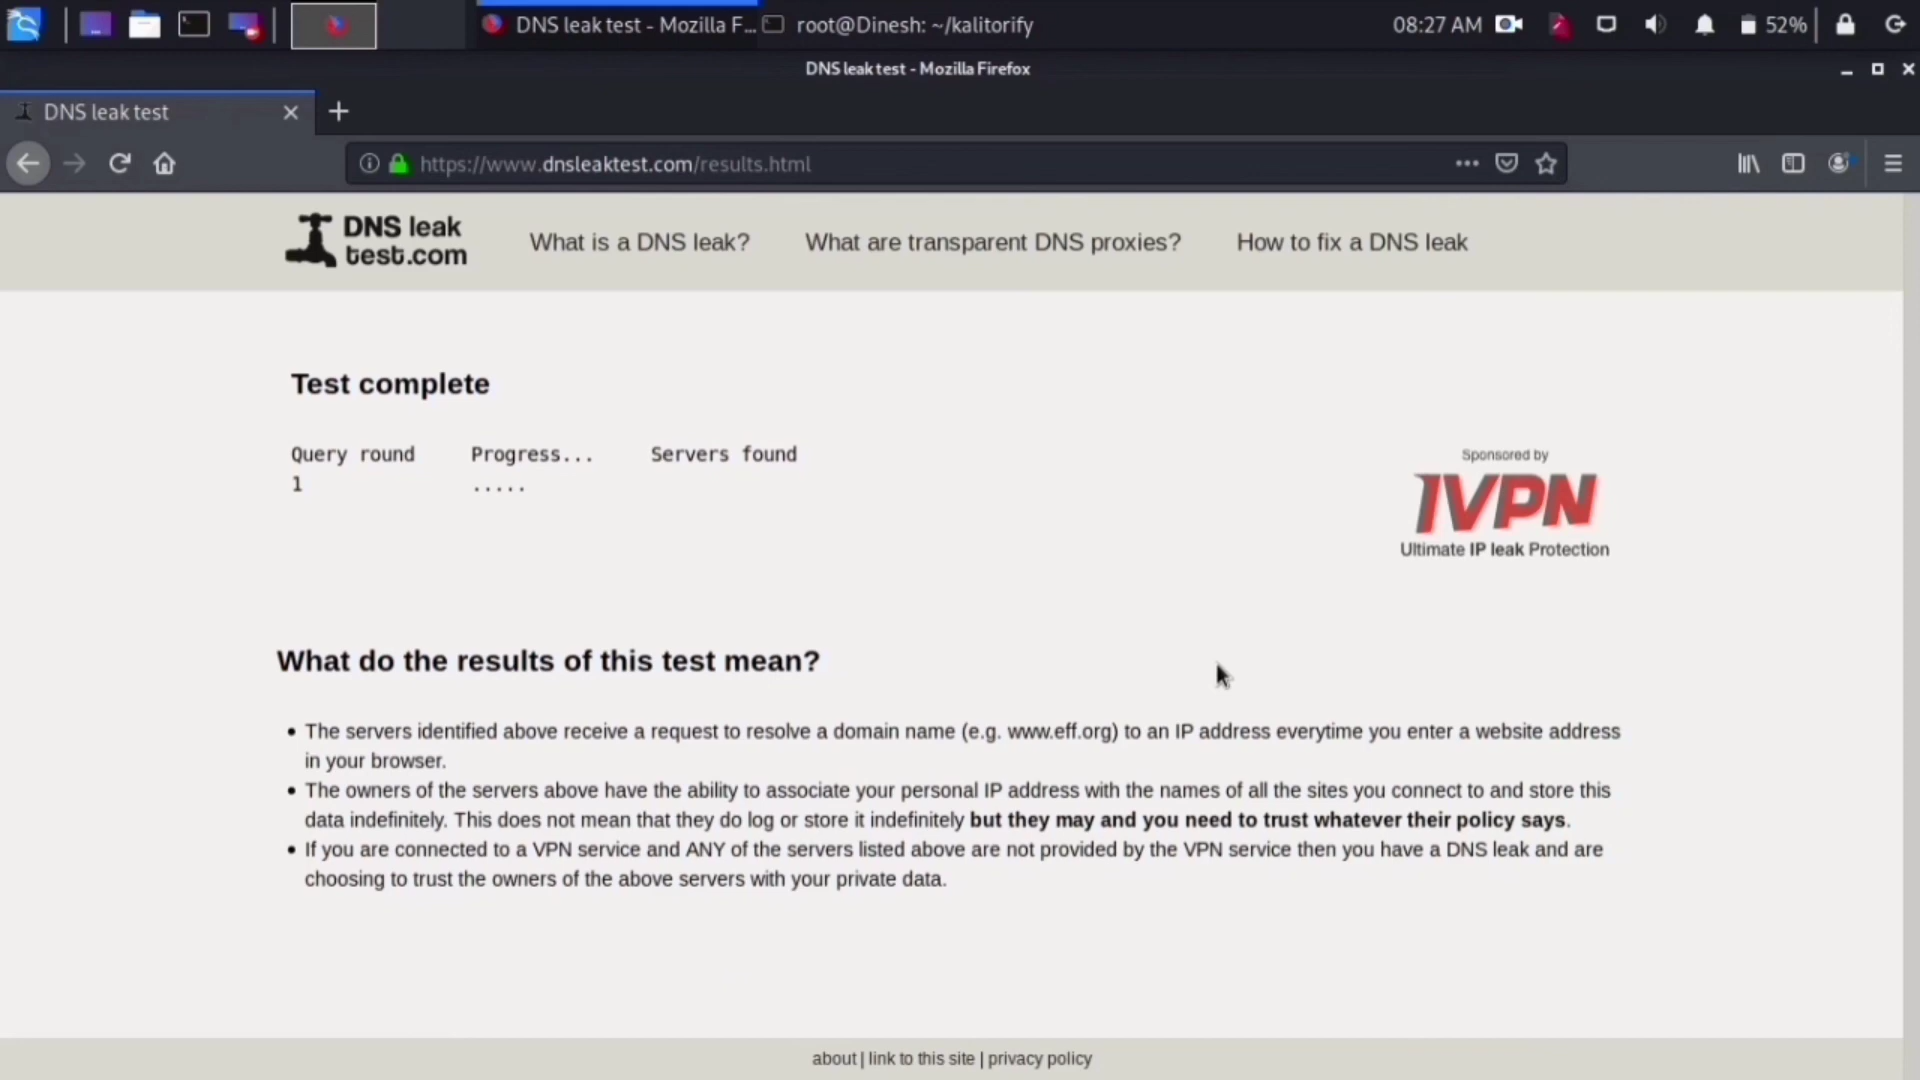 DNS leak test - Mozilla F...
root@Dinesh: ~/kalitorify
08:27 AM
52%
DNS leak test - Mozilla Firefox
DNS leak test
https://www.dnsleaktest.com/results.html
DNS leak
test.com
What is a DNS leak?
What are transparent DNS proxies?
How to fix a DNS leak
Test complete
Query round Progress... Servers found
1 .....
Sponsored by
IVPN
Ultimate IP leak Protection
What do the results of this test mean?
• The servers identified above receive a request to resolve a domain name (e.g. www.eff.org) to an IP address everytime you enter a website address
in your browser.
• The owners of the servers above have the ability to associate your personal IP address with the names of all the sites you connect to and store this
data indefinitely. This does not mean that they do log or store it indefinitely but they may and you need to trust whatever their policy says.
• If you are connected to a VPN service and ANY of the servers listed above are not provided by the VPN service then you have a DNS leak and are
choosing to trust the owners of the above servers with your private data.
about | link to this site | privacy policy